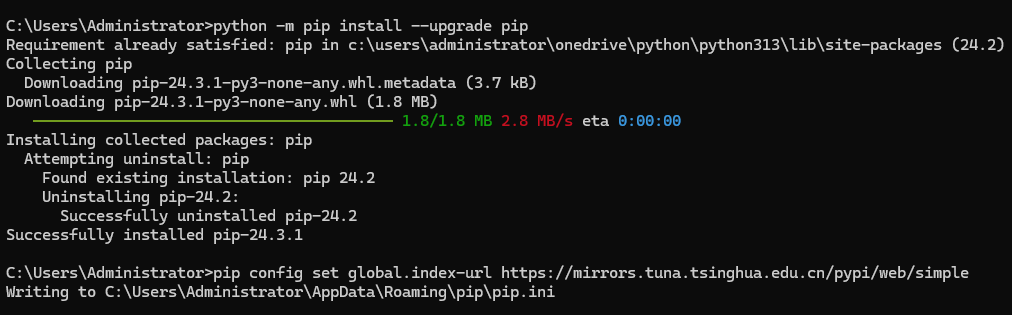 C:\Users\Administrator>python -m pip install --upgrade pip
Requirement already satisfied: pip in c:\users\administrator\onedrive\python\python313\lib\site-packages (24.2)
Collecting pip
  Downloading pip-24.3.1-py3-none-any.whl.metadata (3.7 kB)
Downloading pip-24.3.1-py3-none-any.whl (1.8 MB)
1.8/1.8 MB 2.8 MB/s eta 0:00:00
Installing collected packages: pip
  Attempting uninstall: pip
    Found existing installation: pip 24.2
    Uninstalling pip-24.2:
      Successfully uninstalled pip-24.2
Successfully installed pip-24.3.1
C:\Users\Administrator>pip config set global.index-url https://mirrors.tuna.tsinghua.edu.cn/pypi/web/simple
Writing to C:\Users\Administrator\AppData\Roaming\pip\pip.ini